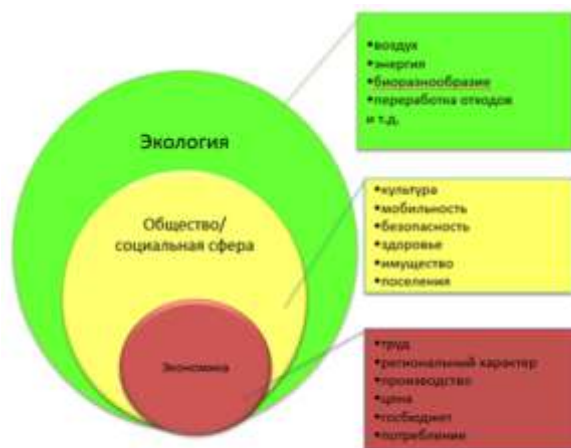 Экология
Общество/
социальная сфера
Экономика
•воздух
•энергия
•биоразнообразие
•переработка отходов
и т.д.
•культура
•мобильность
•безопасность
•здоровье
•имущество
•поселения
•труд
•региональный характер
•производство
•цена
•госбюджет
•потребление